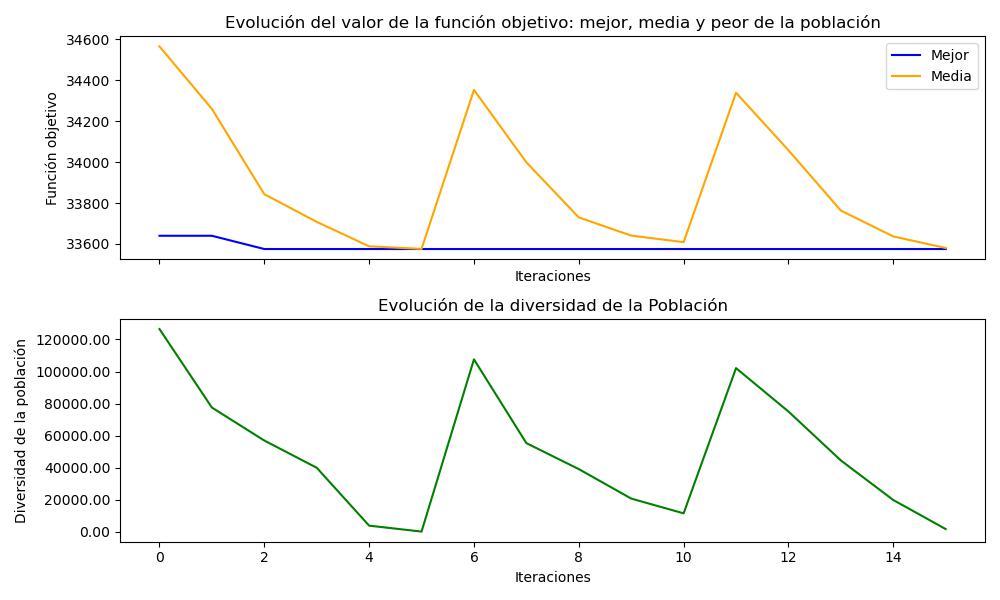 Evolución del valor de la función objetivo: mejor, media y peor de la población
34600
34400
34200
34000
33800
33600
Función objetivo
Mejor
Media
Iteraciones
Evolución de la diversidad de la Población
120000.00
100000.00
80000.00
60000.00
40000.00
20000.00
0.00
Diversidad de la población
0 2 4 6 8 10 12 14
Iteraciones